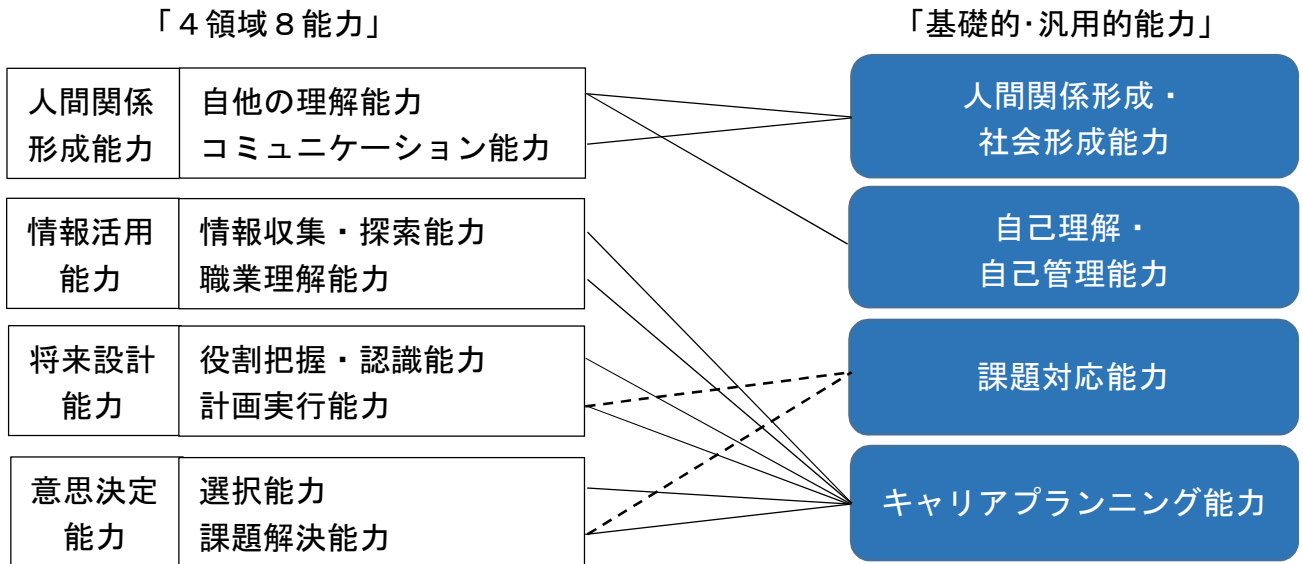 「４領域８能力」
「基礎的･汎用的能力」
人間関係
形成能力
自他の理解能力
コミュニケーション能力
情報活用
能力
情報収集・探索能力
職業理解能力
将来設計
能力
役割把握・認識能力
計画実行能力
意思決定
能力
選択能力
課題解決能力
人間関係形成・
社会形成能力
自己理解・
自己管理能力
課題対応能力
キャリアプランニング能力